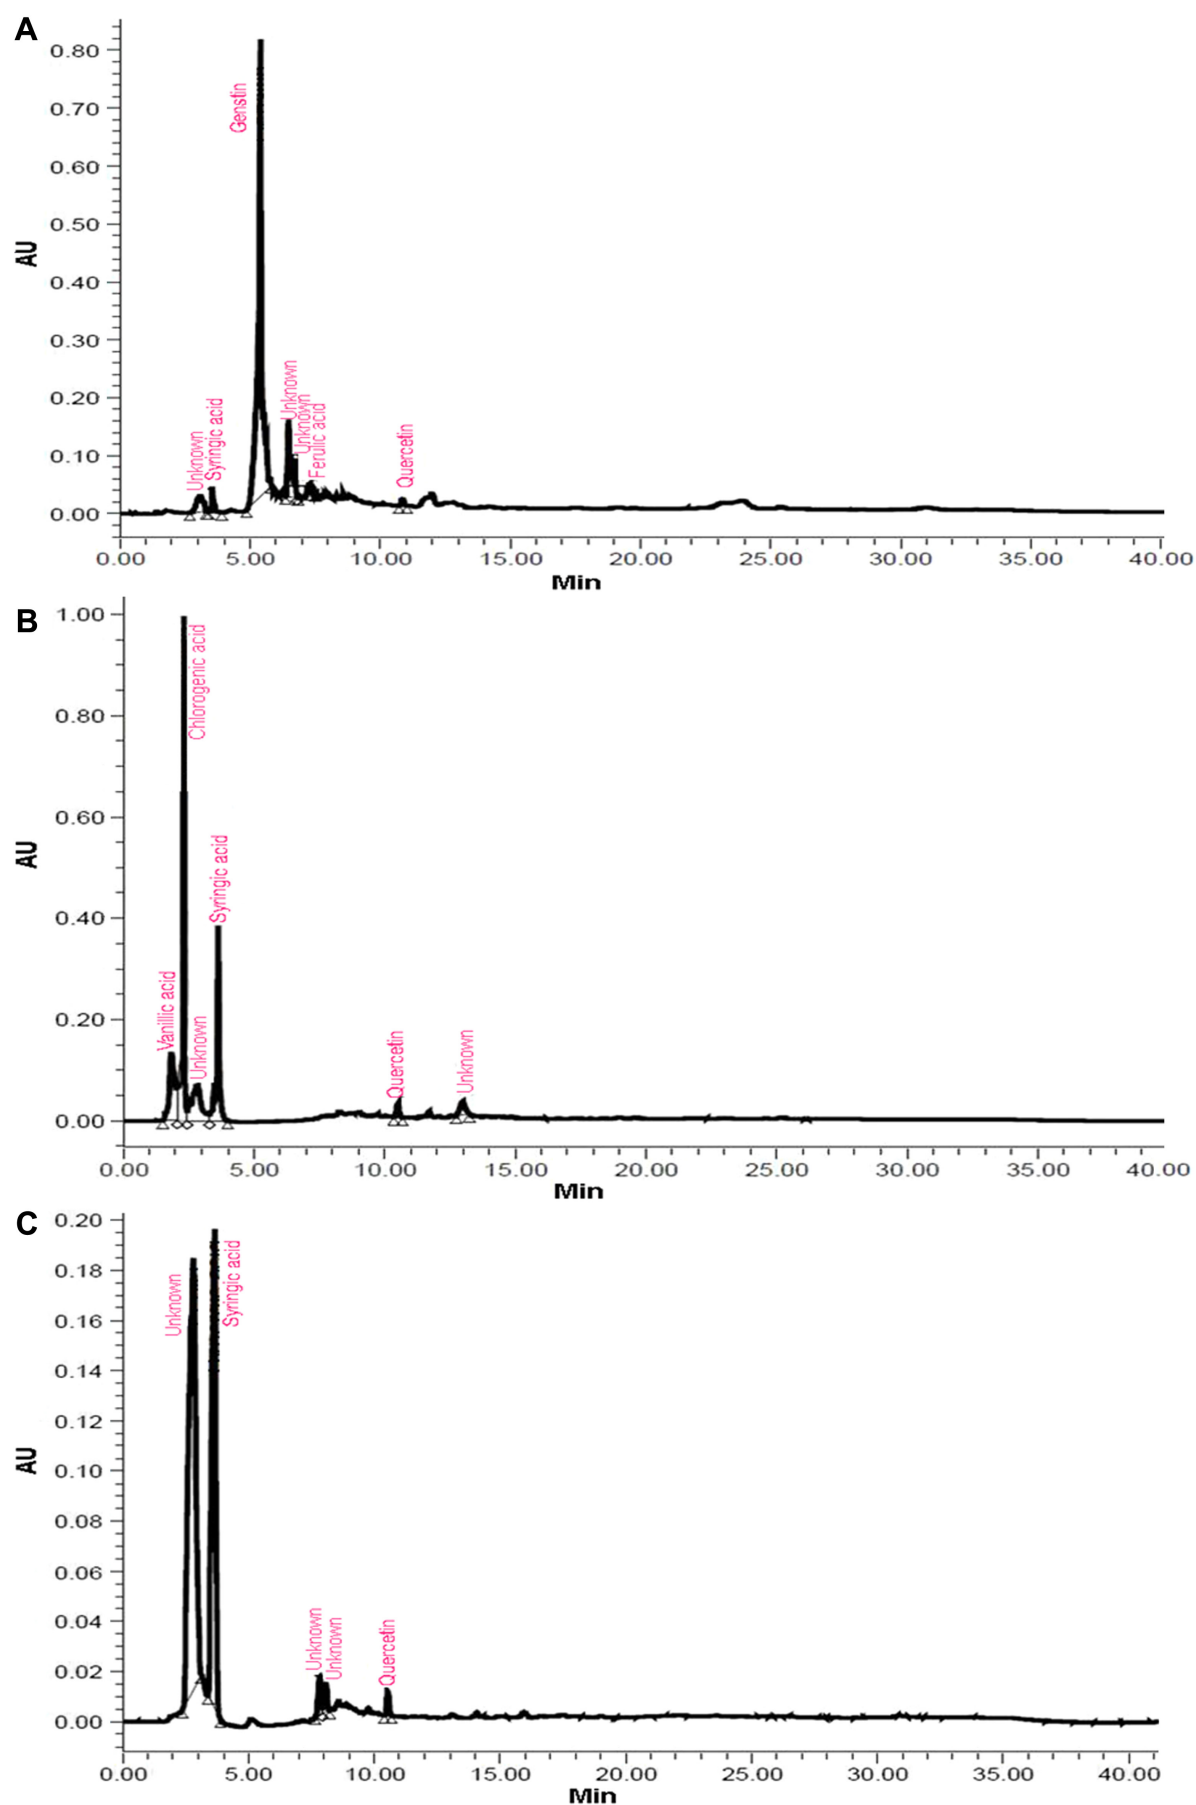 A
0.80
0.70
0.60
0.50
0.40
0.30
0.20
0.10
0.00
AU
Unknown
Syringic acid
Genstin
Unknown
Unknown
Ferulic acid
Quercetin
0.00 5.00 10.00 15.00 20.00 25.00 30.00 35.00 40.00
Min
B
1.00
0.80
0.60
0.40
0.20
0.00
AU
Vanillic acid
Chlorogenic acid
Unknown
Syringic acid
Quercetin
Unknown
0.00 5.00 10.00 15.00 20.00 25.00 30.00 35.00 40.00
Min
C
0.20
0.18
0.16
0.14
0.12
0.10
0.08
0.06
0.04
0.02
0.00
AU
Unknown
Syringic acid
Unknown
Unknown
Quercetin
0.00 5.00 10.00 15.00 20.00 25.00 30.00 35.00 40.00
Min